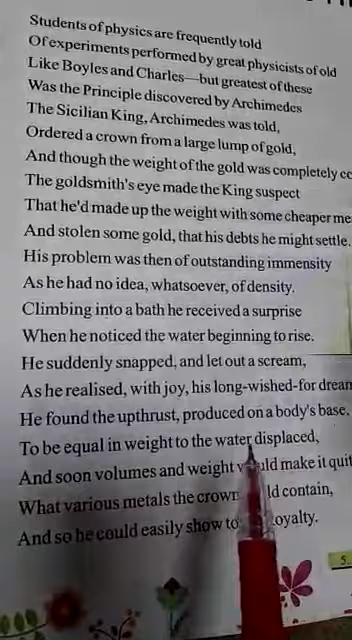 Students of physics are frequently told
Of experiments performed by great physicists of old
Like Boyles and Charles—but greatest of these
Was the Principle discovered by Archimedes
The Sicilian King, Archimedes was told,
Ordered a crown from a large lump of gold,
And though the weight of the gold was completely
The goldsmith's eye made the King suspect
That he'd made up the weight with some cheaper
And stolen some gold, that his debts he might settle.
His problem was then of outstanding immensity
As he had no idea, whatsoever, of density.
Climbing into a bath he received a surprise
When he noticed the water beginning to rise.
He suddenly snapped, and let out a scream,
As he realised, with joy, his long-wished-for
He found the upthrust, produced on a body's base.
To be equal in weight to the water displaced,
And soon volumes and weight would make it
What various metals the crown contain,
And so he could easily show to
5.